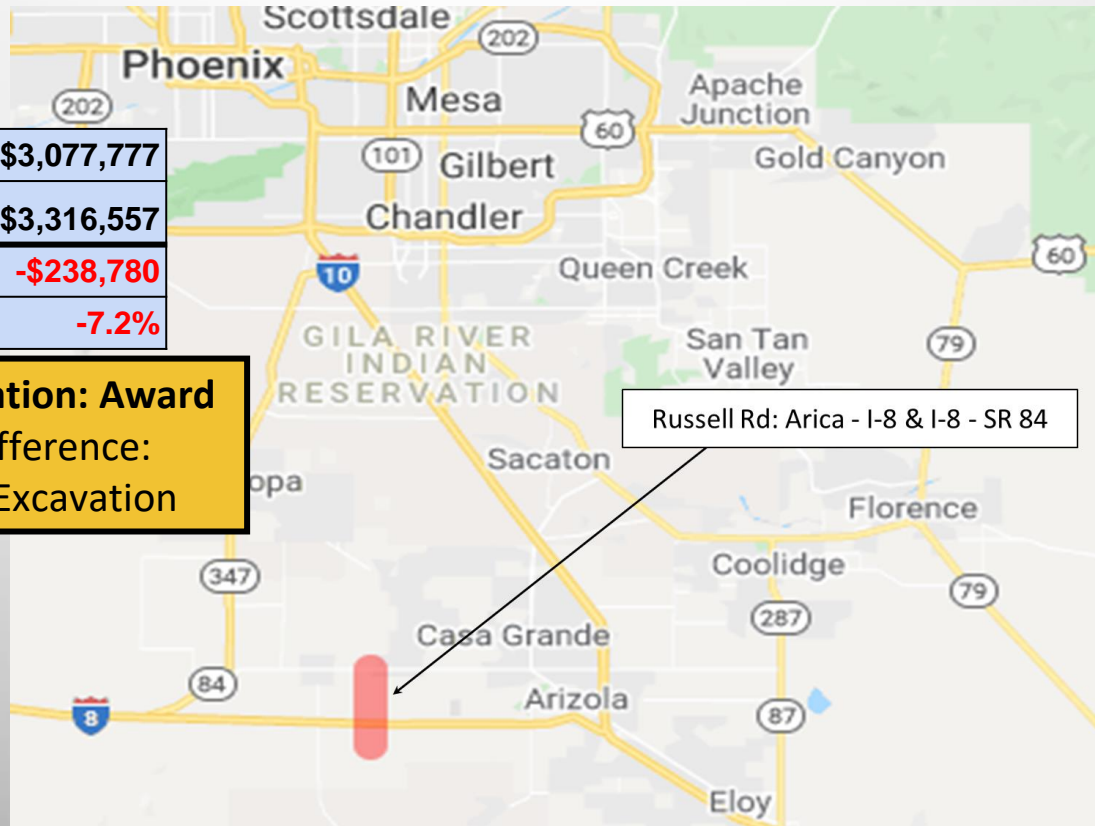 Scottsdale
202
Phoenix
202
Mesa
Apache
Junction
60
$3,077,777
101
Gilbert
Gold Canyon
$3,316,557
Chandler
-$238,780
10
Queen Creek
60
-7.2%
GILA RIVER
INDIAN
RESERVATION
San Tan
Valley
79
ation: Award
fference:
Excavation
Russell Rd: Arica - I-8 & I-8 - SR 84
opa
Sacaton
Florence
347
Coolidge
79
287
Casa Grande
84
Arizola
8
87
Eloy